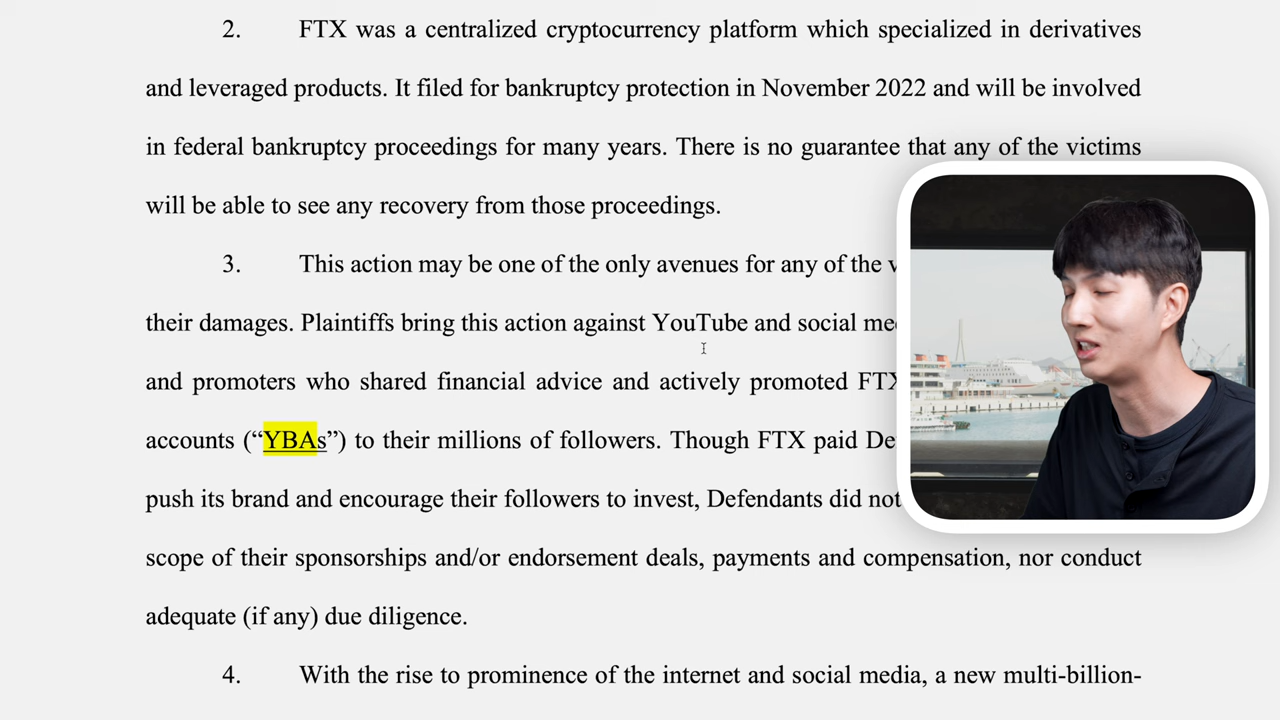 2. FTX was a centralized cryptocurrency platform which specialized in derivatives
and leveraged products. It filed for bankruptcy protection in November 2022 and will be involved
in federal bankruptcy proceedings for many years. There is no guarantee that any of the victims
will be able to see any recovery from those proceedings.
3. This action may be one of the only avenues for any of the
their damages. Plaintiffs bring this action against YouTube and social
and promoters who shared financial advice and actively promoted FTX
accounts (“YBAs”) to their millions of followers. Though FTX paid
push its brand and encourage their followers to invest, Defendants did not
scope of their sponsorships and/or endorsement deals, payments and compensation, nor conduct
adequate (if any) due diligence.
4. With the rise to prominence of the internet and social media, a new multi-billion-